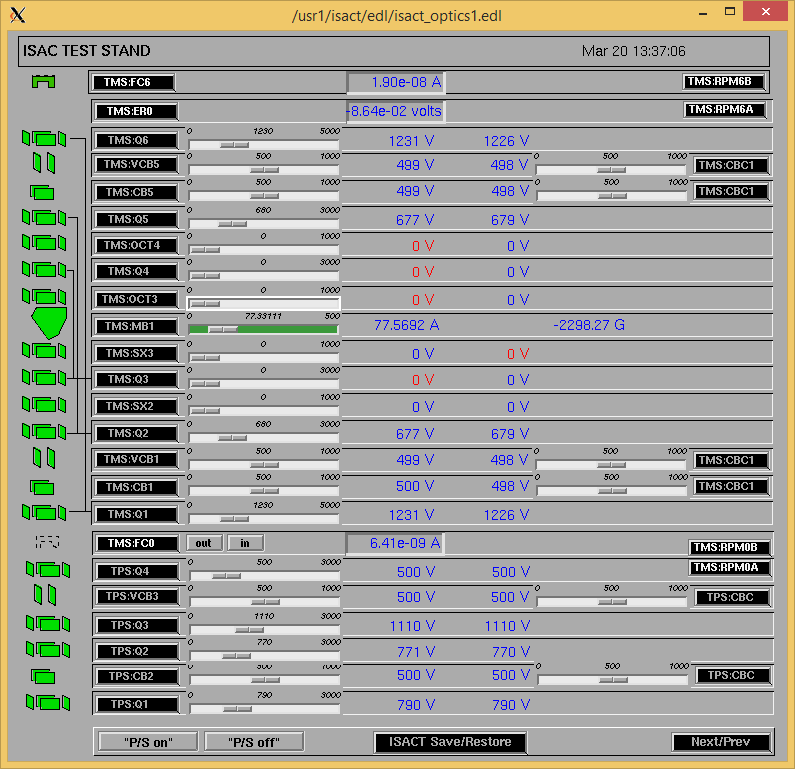 /usr1/isact/edl/isact_optics1.edl
ISAC TEST STAND Mar 20 13:37:06
TMS:FC6 1.90e-08 A TMS:RPM6B
TMS:ER0 -8.64e-02 volts TMS:RPM6A
TMS:Q6 0 1230 5000 1231 V 1226 V
TMS:VCB5 0 500 1000 499 V 498 V 0 500 1000 TMS:CBC1
TMS:CB5 0 500 1000 499 V 498 V 0 500 1000 TMS:CBC1
TMS:Q5 0 680 3000 677 V 679 V
TMS:OCT4 0 0 1000 0 V 0 V
TMS:Q4 0 0 3000 0 V 0 V
TMS:OCT3 0 0 1000 0 V 0 V
TMS:MB1 0 77.33111 500 77.5692 A -2298.27 G
TMS:SX3 0 0 1000 0 V 0 V
TMS:Q3 0 0 3000 0 V 0 V
TMS:SX2 0 0 1000 0 V 0 V
TMS:Q2 0 680 3000 677 V 679 V
TMS:VCB1 0 500 1000 499 V 498 V 0 500 1000 TMS:CBC1
TMS:CB1 0 500 1000 500 V 498 V 0 500 1000 TMS:CBC1
TMS:Q1 0 1230 5000 1231 V 1226 V
TMS:FC0 out in 6.41e-09 A TMS:RPM0B
TPS:Q4 0 500 3000 500 V 500 V TMS:RPM0A
TPS:VCB3 0 500 1000 500 V 500 V 0 500 1000 TPS:CBC
TPS:Q3 0 1110 3000 1110 V 1110 V
TPS:Q2 0 770 3000 771 V 770 V
TPS:CB2 0 500 1000 500 V 500 V 0 500 1000 TPS:CBC
TPS:Q1 0 790 3000 790 V 790 V
"P/S on" "P/S off" ISACT Save/Restore Next/Prev